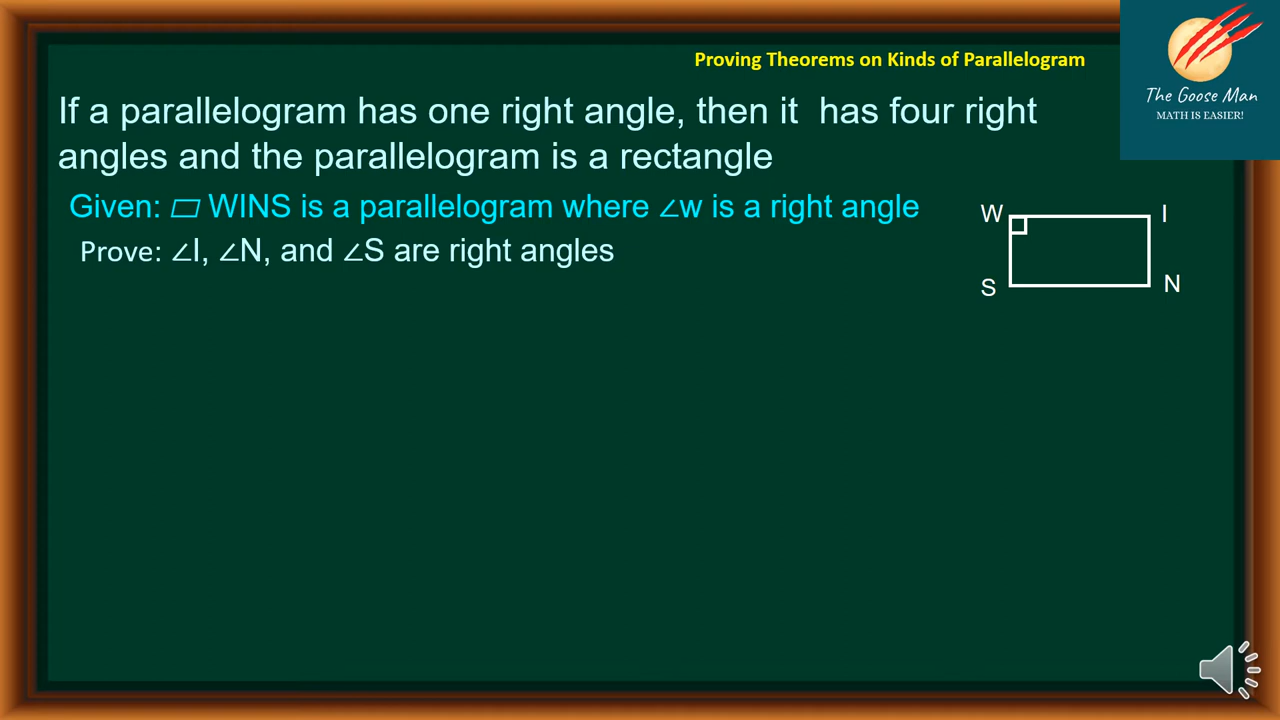 Proving Theorems on Kinds of Parallelogram
The Goose Man
MATH IS EASIER!
If a parallelogram has one right angle, then it  has four right
angles and the parallelogram is a rectangle
Given: ▱ WINS is a parallelogram where ∠w is a right angle
Prove: ∠I, ∠N, and ∠S are right angles
W
I
S
N